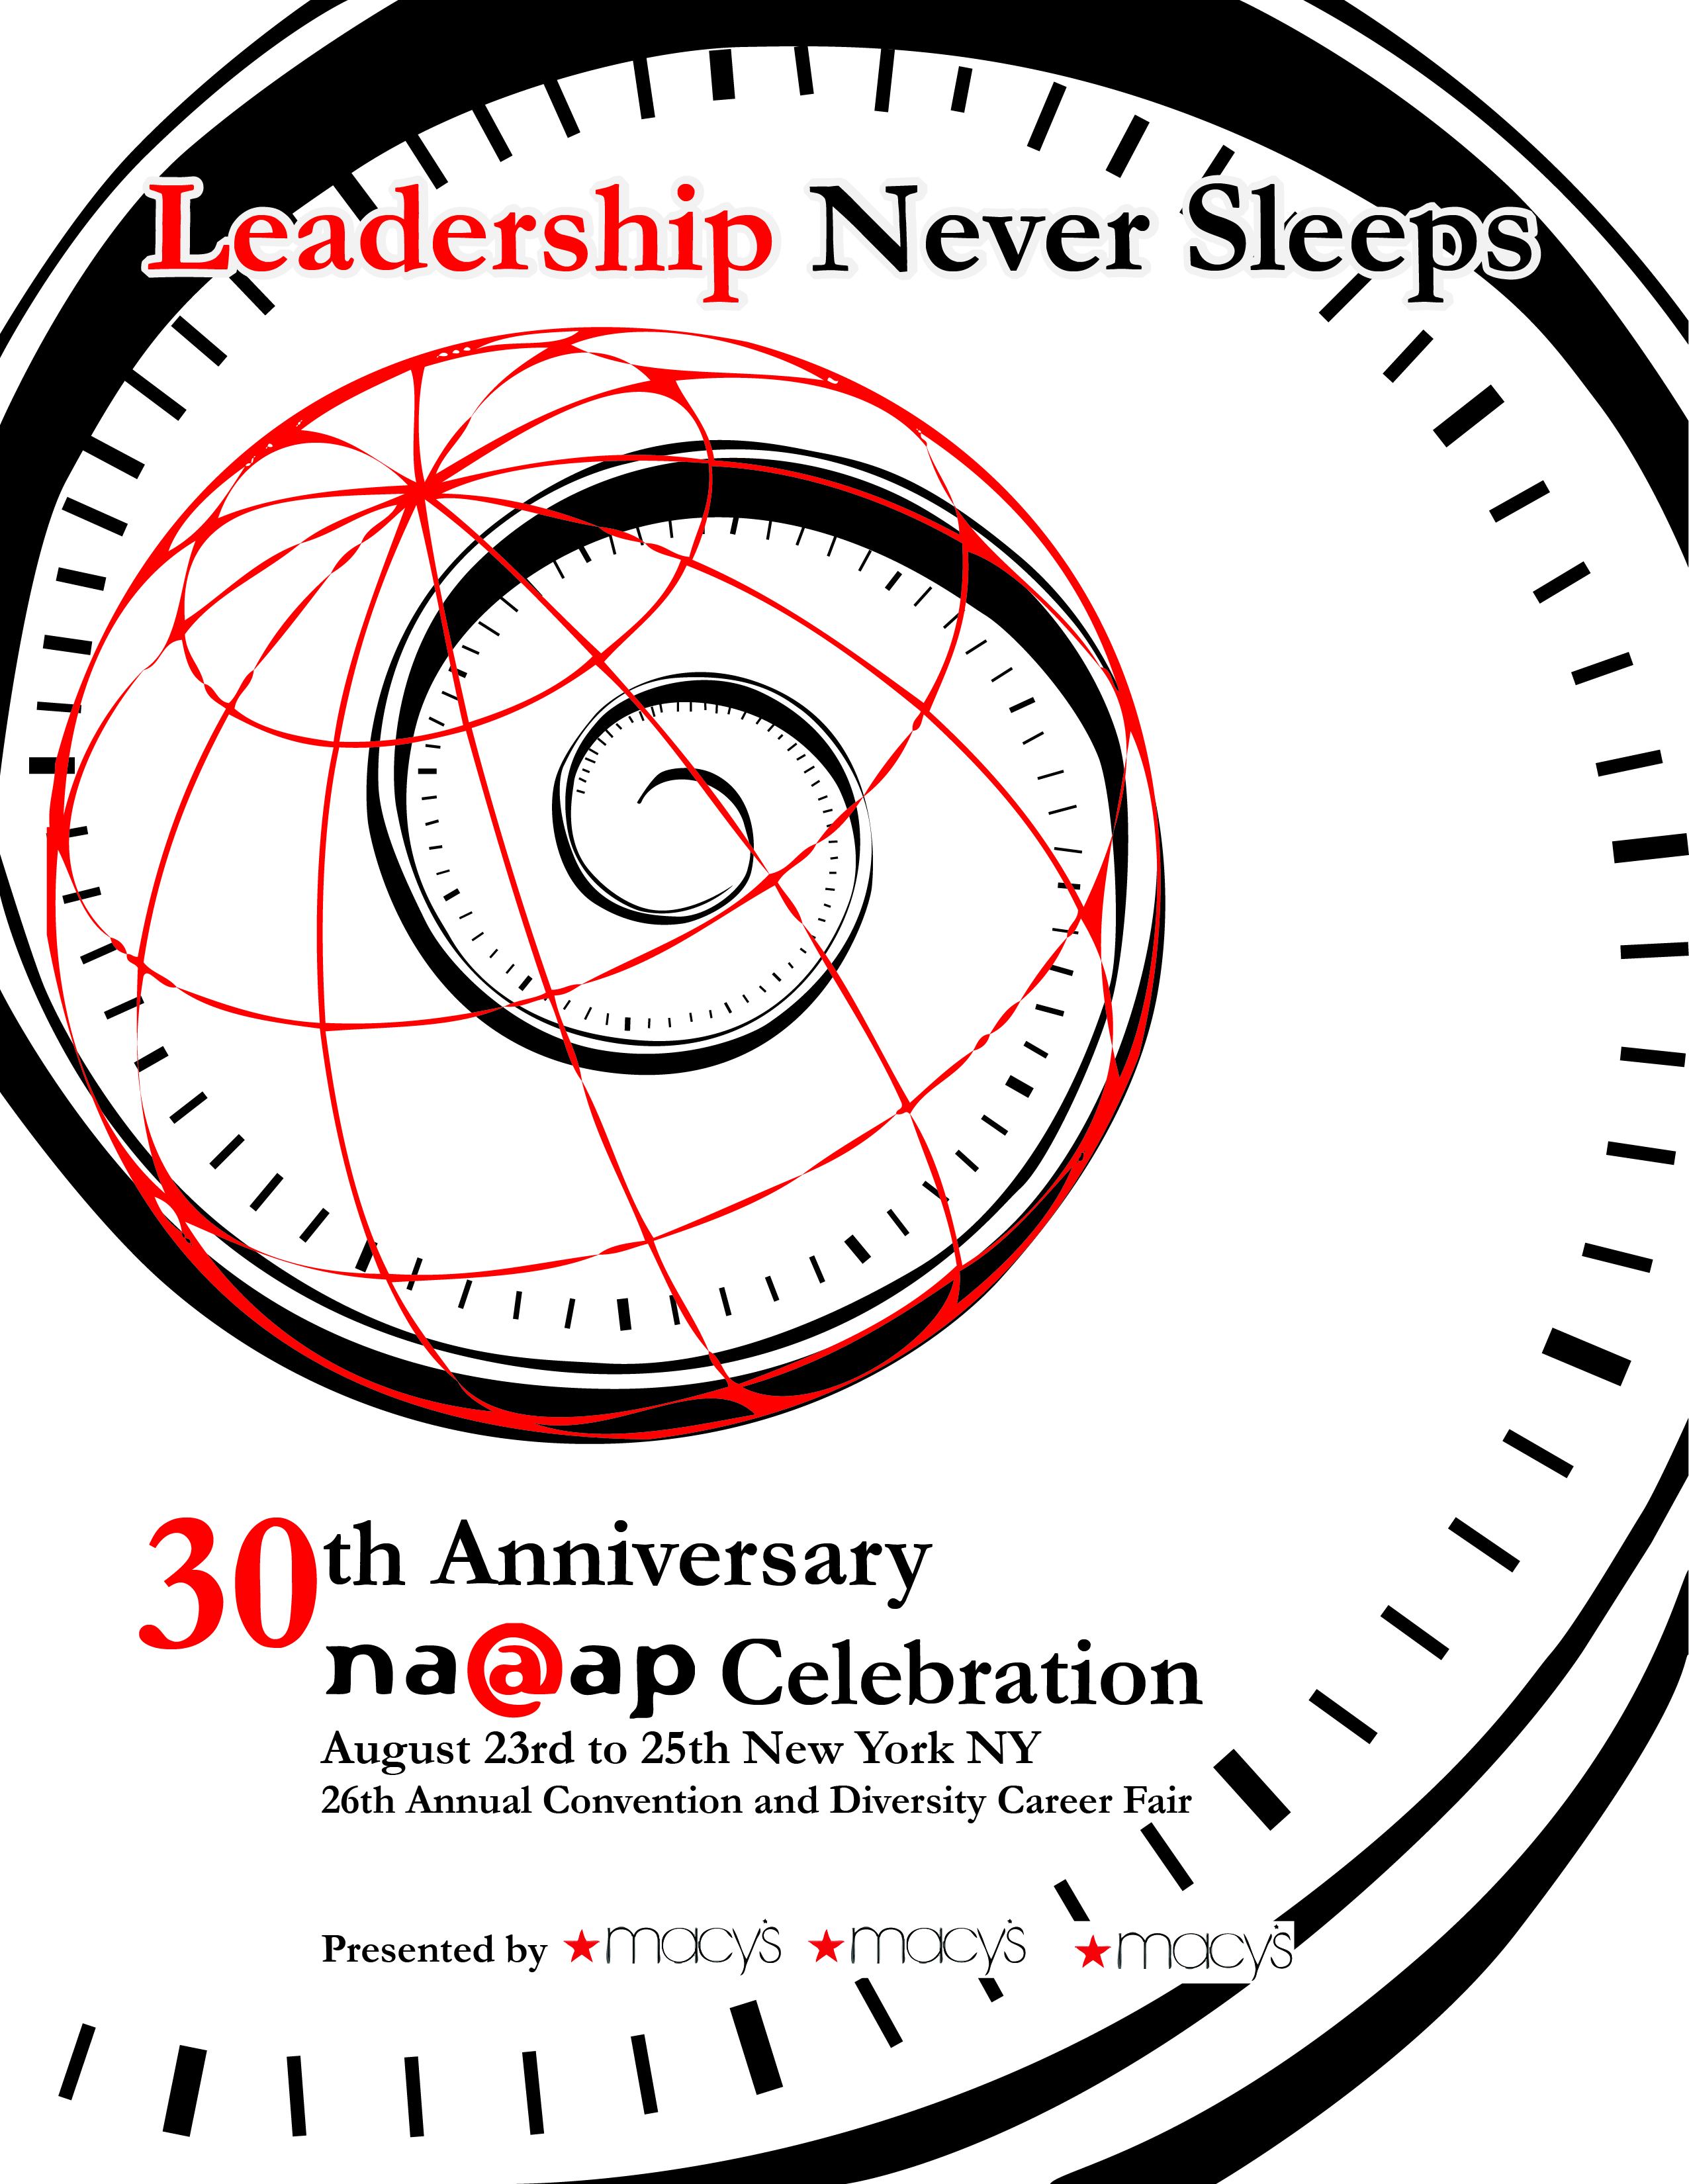 Leadership Never Sleeps
30th Anniversary
na@ap Celebration
August 23rd to 25th New York NY
26th Annual Convention and Diversity Career Fair
Presented by ★macy's ★macy's ★macy's